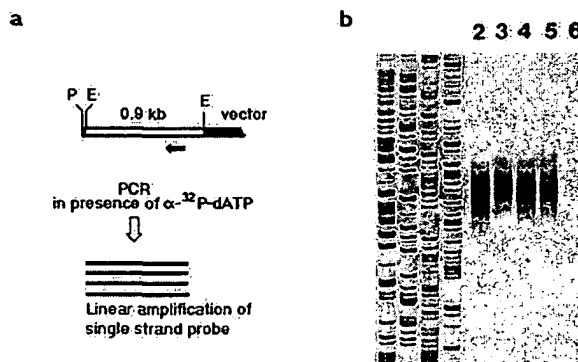 a
P E
0.9 kb
E
vector
PCR
in presence of α-³²P-dATP
Linear amplification of
single strand probe
b
2 3 4 5 6